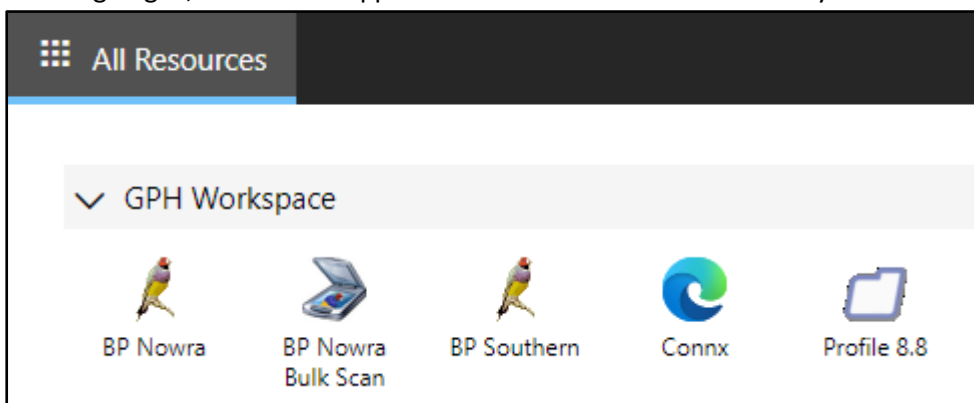 All Resources
GPH Workspace
BP Nowra
BP Nowra
Bulk Scan
BP Southern
Connx
Profile 8.8